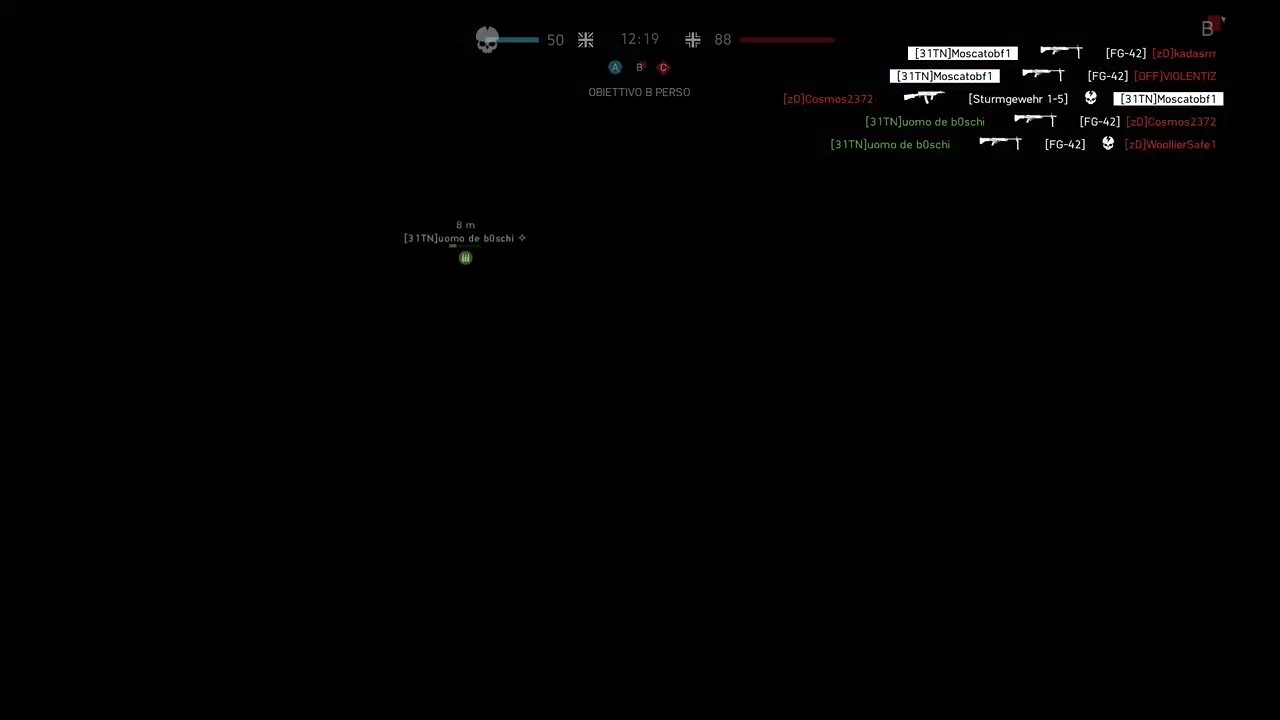 50 12:19 88
A B C
OBIETTIVO B PERSO
B
[31TN]Moscatobf1 [FG-42] [zD]kadasrrr
[31TN]Moscatobf1 [FG-42] [OFF]VIOLENTIZ
[zD]Cosmos2372 [Sturmgewehr 1-5] [31TN]Moscatobf1
[31TN]uomo de b0schi [FG-42] [zD]Cosmos2372
[31TN]uomo de b0schi [FG-42] [zD]WoollierSafe1
8 m
[31TN]uomo de b0schi